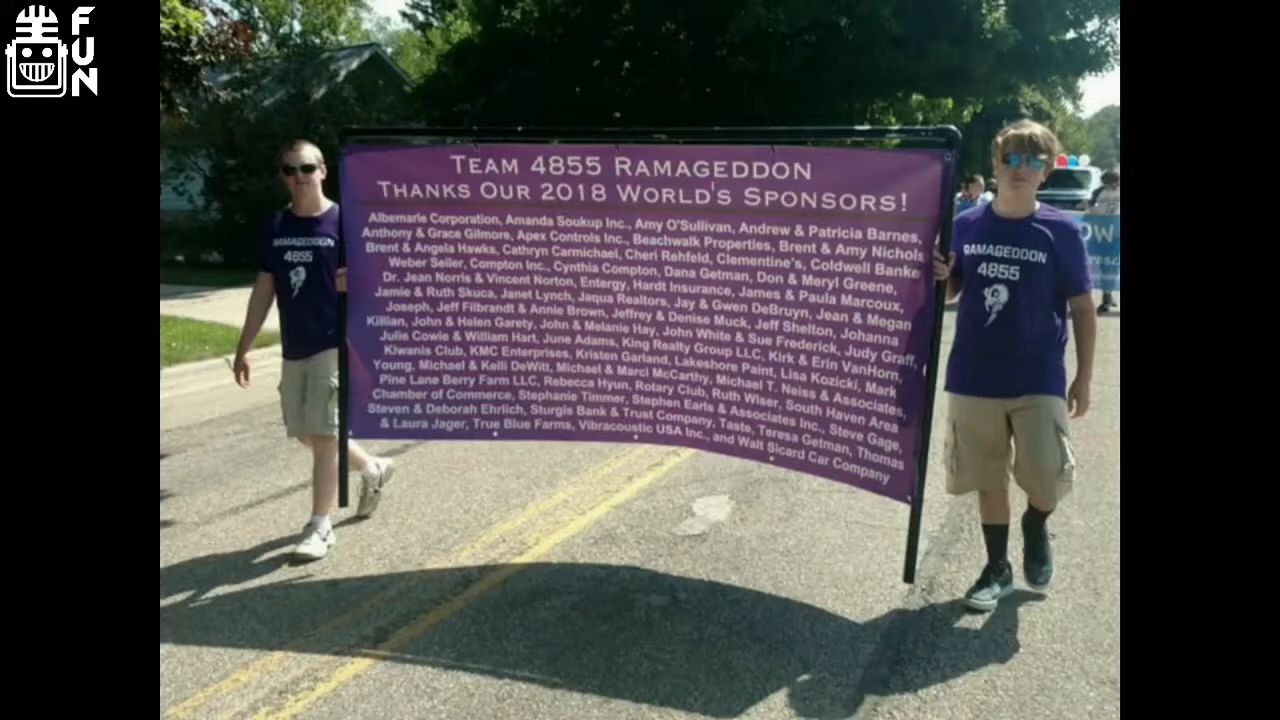 FUN
TEAM 4855 RAMAGEDDON
THANKS OUR 2018 WORLD'S SPONSORS!
Albemarle Corporation, Amanda Soukup Inc., Amy O'Sullivan, Andrew & Patricia Barnes,
Anthony & Grace Gilmore, Apex Controls Inc., Beachwalk Properties, Brent & Amy Nichols
Brent & Angela Hawks, Cathryn Carmichael, Cheri Rehfeld, Clementine's, Coldwell Banke
Weber Seiler, Compton Inc., Cynthia Compton, Dana Getman, Don & Meryl Greene,
Dr. Jean Norris & Vincent Norton, Entergy, Hardt Insurance, James & Paula Marcoux,
Jamie & Ruth Skuca, Janet Lynch, Jaqua Realtors, Jay & Gwen DeBruyn, Jean & Megan
Joseph, Jeff Filbrandt & Annie Brown, Jeffrey & Denise Muck, Jeff Shelton, Johanna
Killian, John & Helen Garety, John & Melanie Hay, John White & Sue Frederick, Judy Graff,
Julie Cowie & William Hart, June Adams, King Realty Group LLC, Kirk & Erin VanHorn,
Kiwanis Club, KMC Enterprises, Kristen Garland, Lakeshore Paint, Lisa Kozicki, Mark
Young, Michael & Kelli DeWitt, Michael & Marci McCarthy, Michael T. Neiss & Associates,
Pine Lane Berry Farm LLC, Rebecca Hyun, Rotary Club, Ruth Wiser, South Haven Area
Chamber of Commerce, Stephanie Timmer, Stephen Earls & Associates Inc., Steve Gage,
Steven & Deborah Ehrlich, Sturgis Bank & Trust Company, Taste, Teresa Getman, Thomas
& Laura Jager, True Blue Farms, Vibracoustic USA Inc., and Walt Sicard Car Company
RAMAGEDDON
4855
RAMAGEDDON
4855
OW